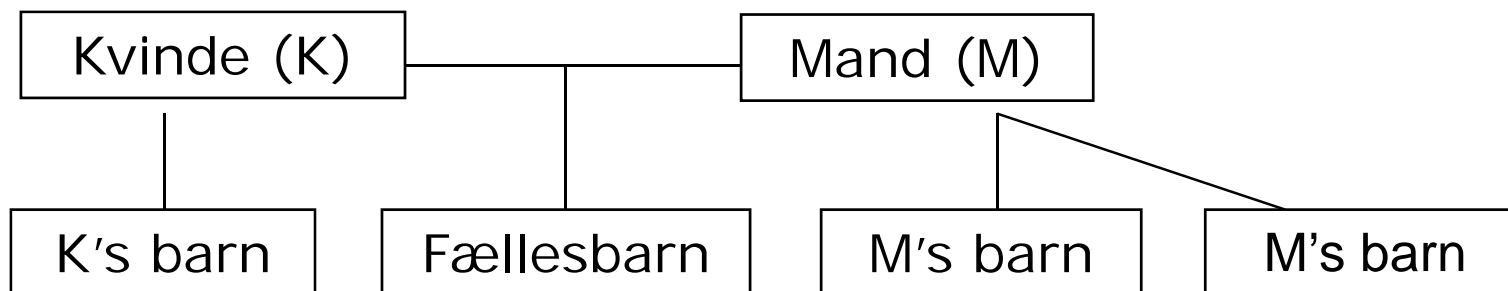 Kvinde (K)
Mand (M)
K's barn
Fællesbarn
M's barn
M's barn